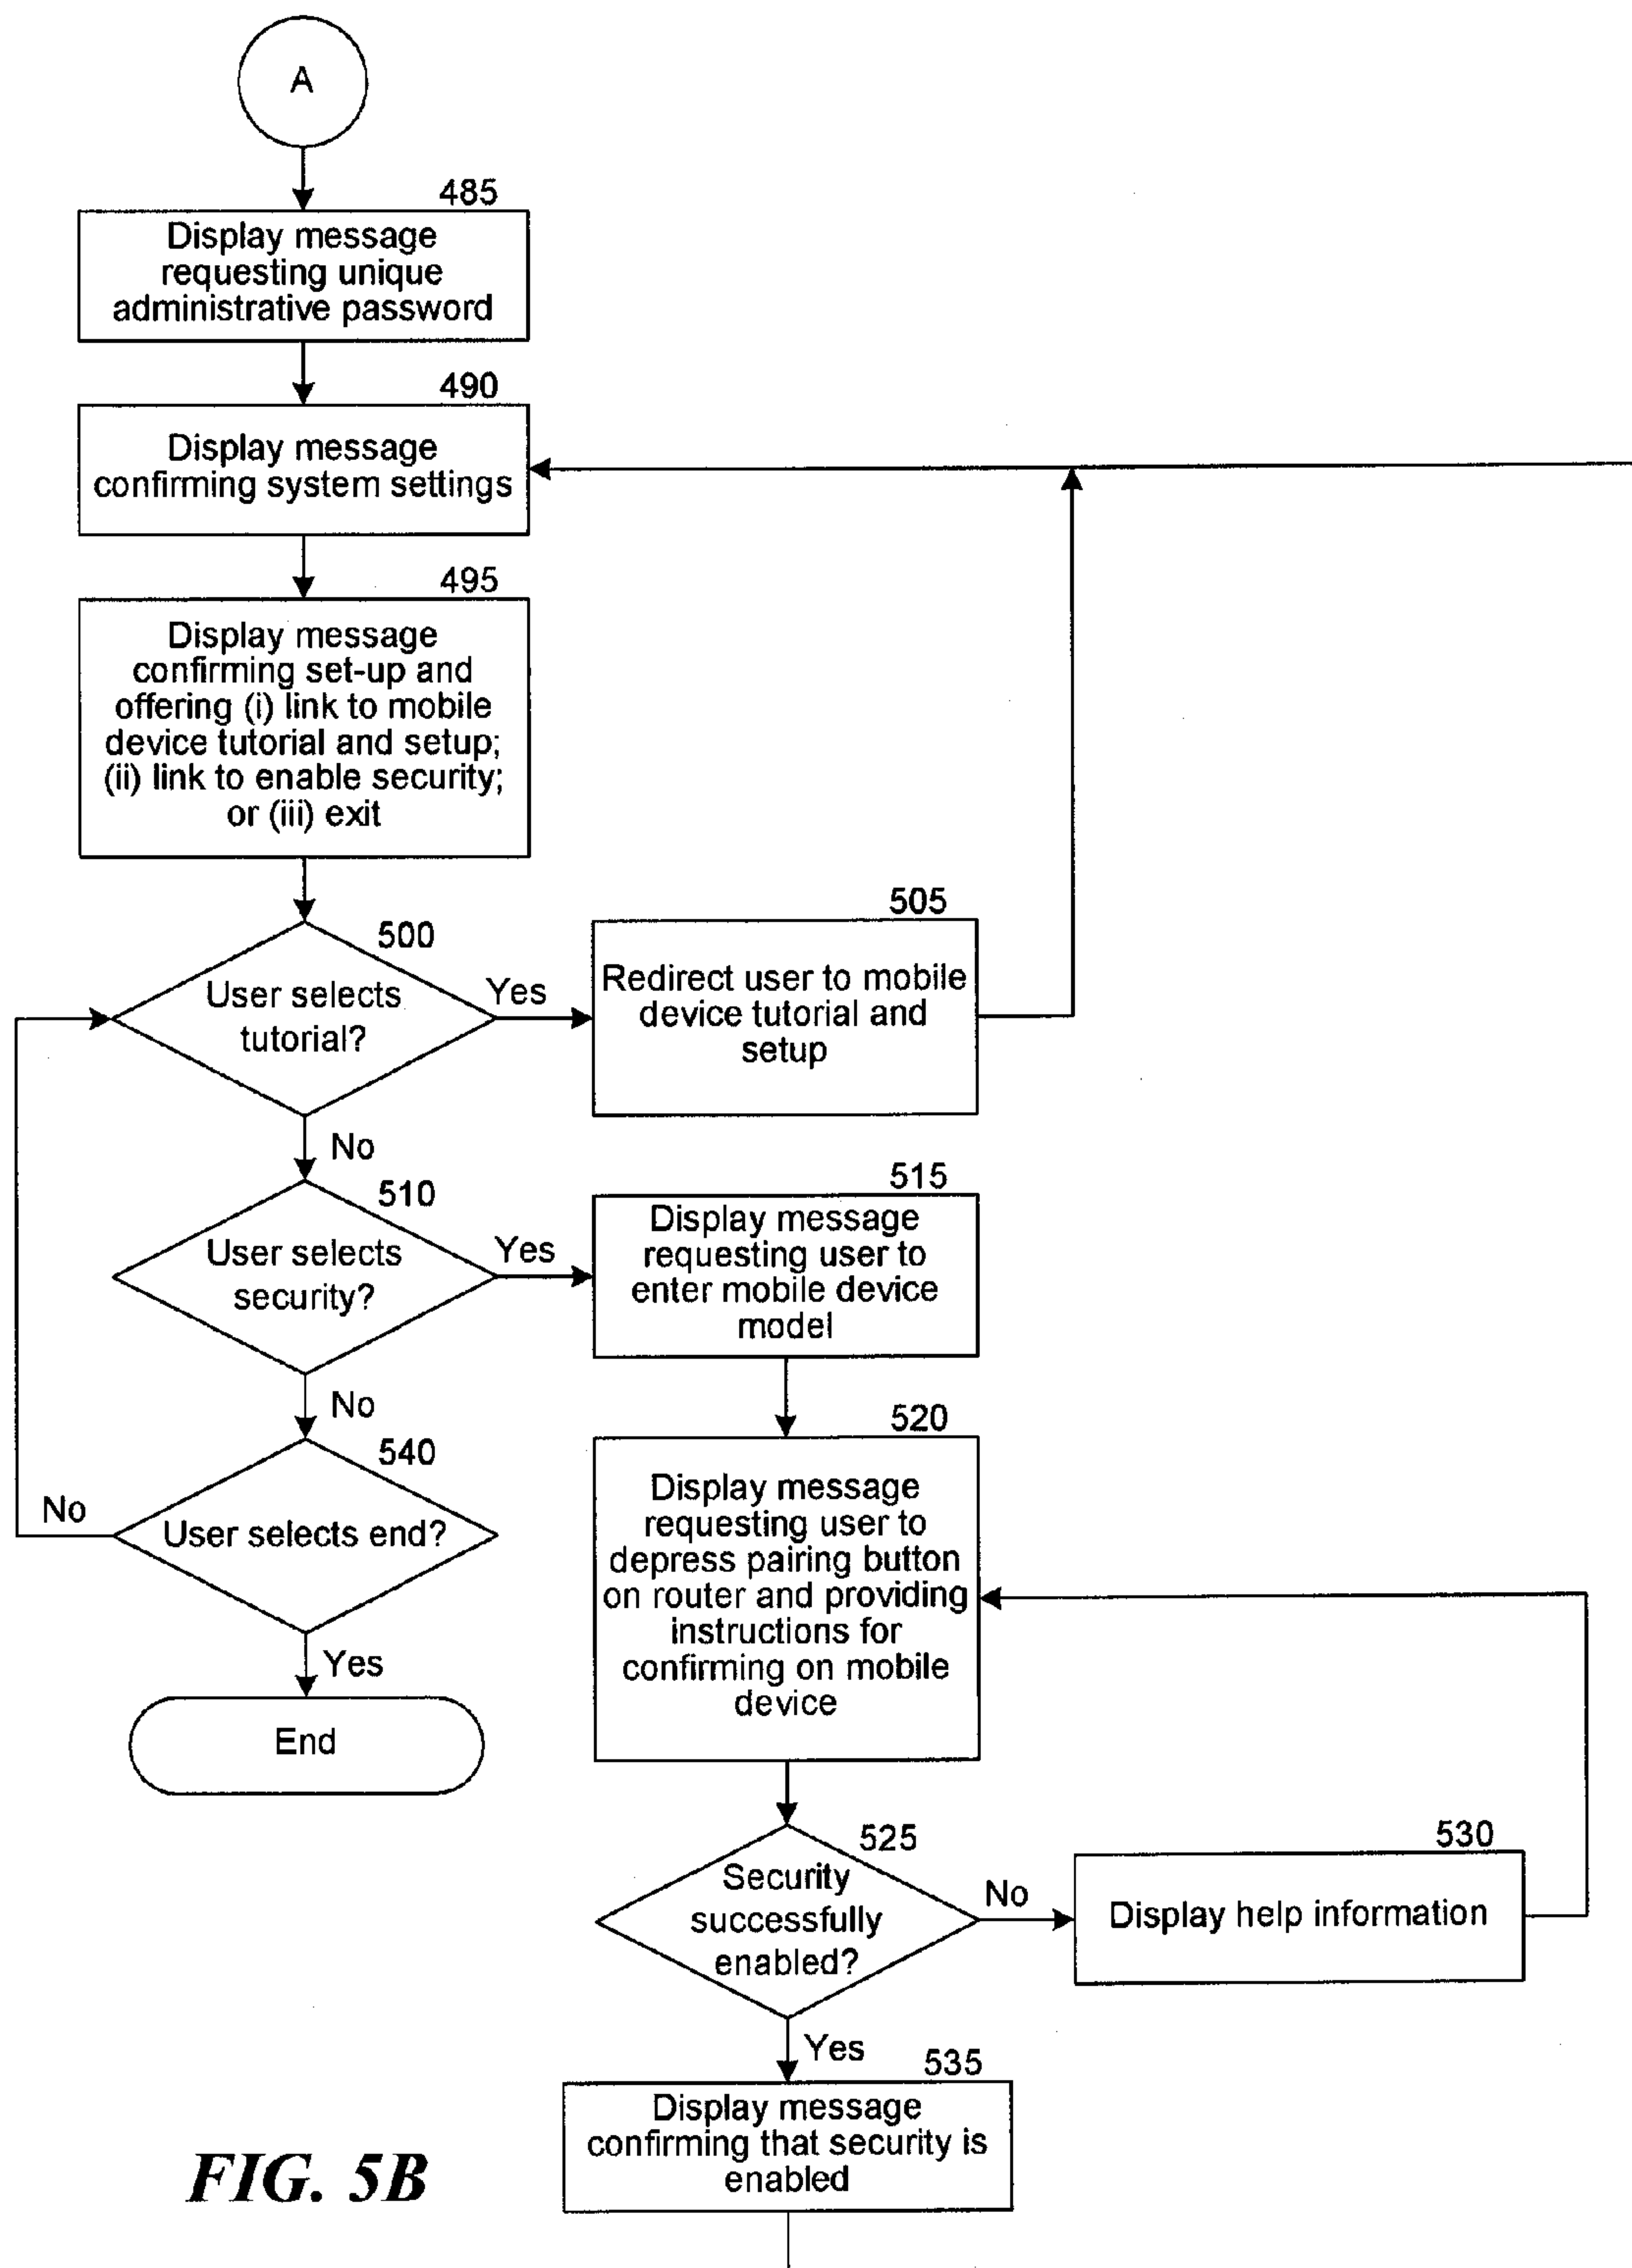 A
485
Display message
requesting unique
administrative password
490
Display message
confirming system settings
495
Display message
confirming set-up and
offering (i) link to mobile
device tutorial and setup;
(ii) link to enable security;
or (iii) exit
500
User selects
tutorial?
Yes
No
505
Redirect user to mobile
device tutorial and
setup
510
User selects
security?
Yes
No
515
Display message
requesting user to
enter mobile device
model
520
Display message
requesting user to
depress pairing button
on router and providing
instructions for
confirming on mobile
device
540
User selects end?
No
Yes
End
525
Security
successfully
enabled?
No
Yes
530
Display help information
535
Display message
confirming that security is
enabled
FIG. 5B